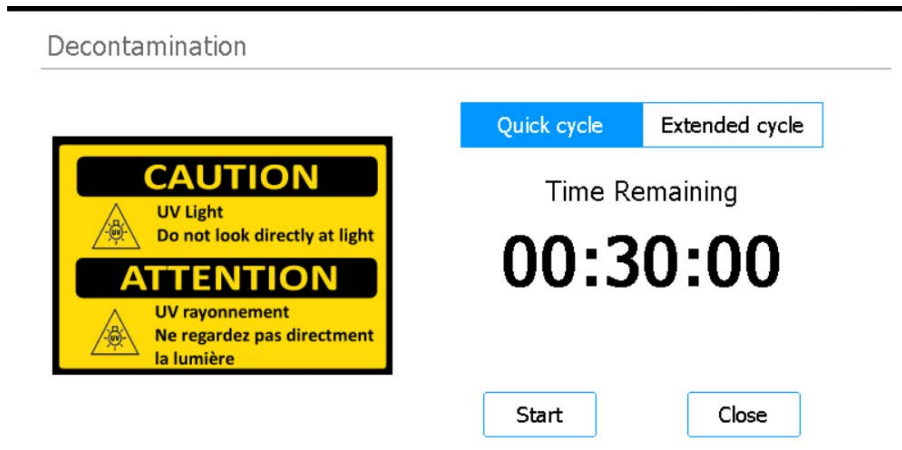 Decontamination
CAUTION
UV Light
Do not look directly at light
ATTENTION
UV rayonnement
Ne regardez pas directment
la lumière
Quick cycle
Extended cycle
Time Remaining
00:30:00
Start
Close